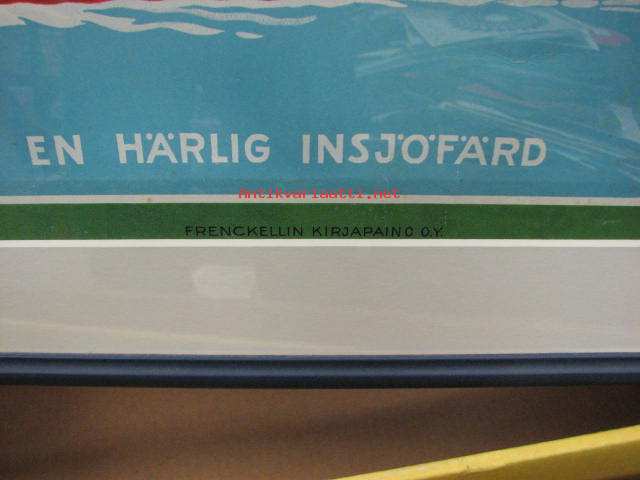 EN HÄRLIG INSJÖFÄRD
Antikvariaatti.net
FRENCKELLIN KIRJAPAINO O.Y.